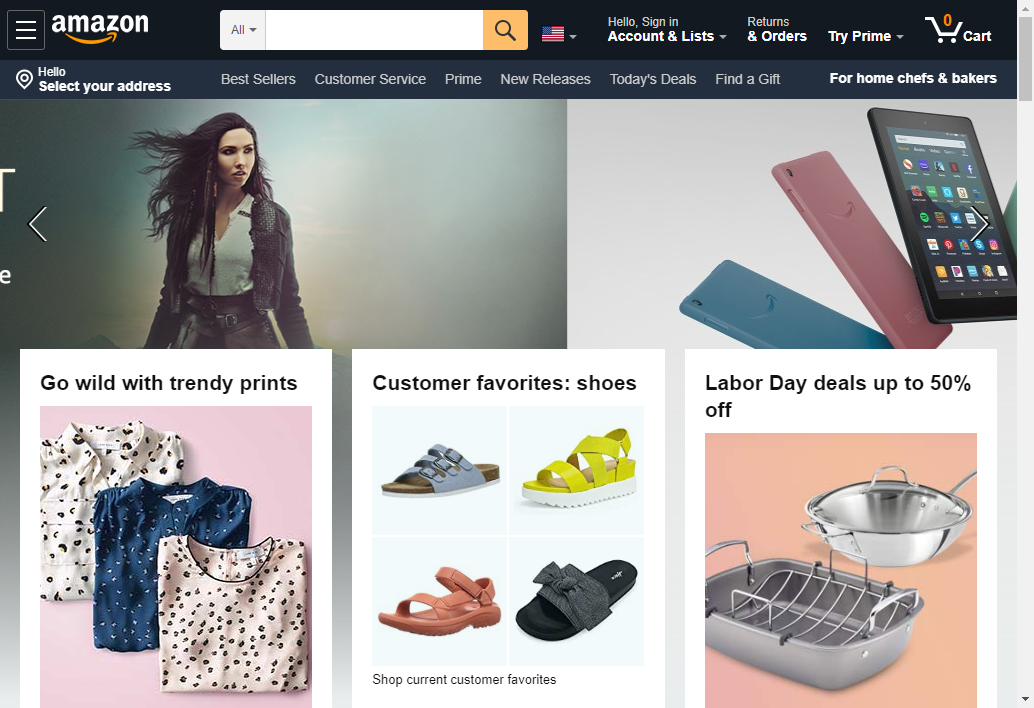 amazon
All
Hello, Sign in
Account & Lists
Returns
& Orders
Try Prime
0
Cart
Hello
Select your address
Best Sellers
Customer Service
Prime
New Releases
Today's Deals
Find a Gift
For home chefs & bakers
T
e
Go wild with trendy prints
Customer favorites: shoes
Labor Day deals up to 50%
off
Shop current customer favorites